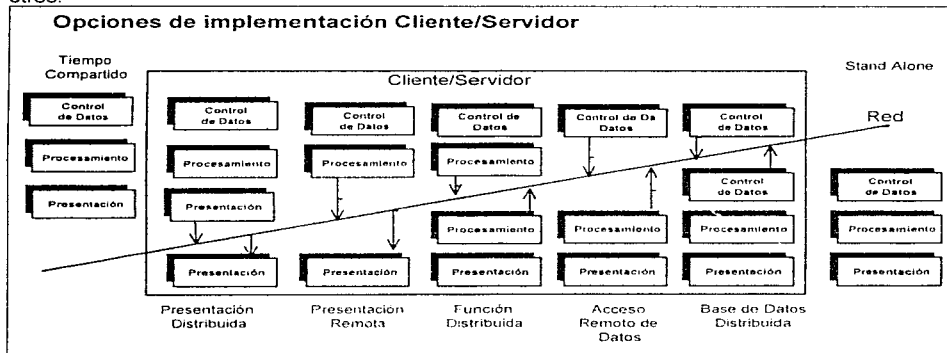 otros.
Opciones de implementación Cliente/Servidor
Tiempo
Compartido
Control
de Datos
Procesamiento
Presentación
Cliente/Servidor
Control
de Datos
Procesamiento
Presentación
Presentación
Presentación
Distribuida
Control
de Datos
Procesamiento
Presentación
Presentación
Remota
Control de
Datos
Procesamiento
Procesamiento
Presentación
Función
Distribuida
Control de Da
Datos
Procesamiento
Presentación
Acceso
Remoto de
Datos
Control
de Datos
Control
de Datos
Procesamiento
Presentación
Base de Datos
Distribuida
Stand Alone
Red
Control
de Datos
Procesamiento
Presentación